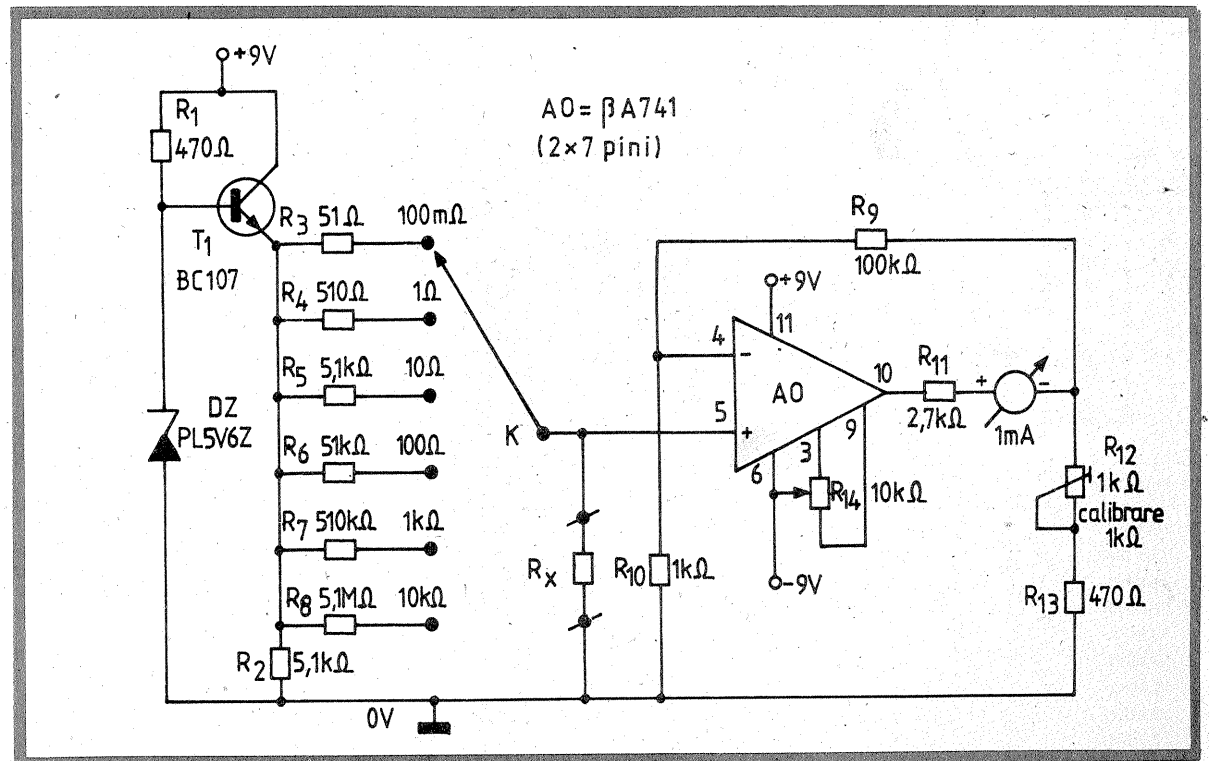 +9V
AO = βA741
(2×7 pini)
R1
470Ω
T1
BC107
R3 51Ω 100mΩ
R4 510Ω 1Ω
R5 5,1kΩ 10Ω
R6 51kΩ 100Ω
R7 510kΩ 1kΩ
R8 5,1MΩ 10kΩ
R2 5,1kΩ
DZ
PL5V6Z
0V
K
Rx
R9
100kΩ
+9V
11
4
-
5
+
AO
10
9
3
6
R11
2,7kΩ
+
-
1mA
R14
10kΩ
-9V
R10
1kΩ
R12
1kΩ
calibrare
1kΩ
R13
470Ω